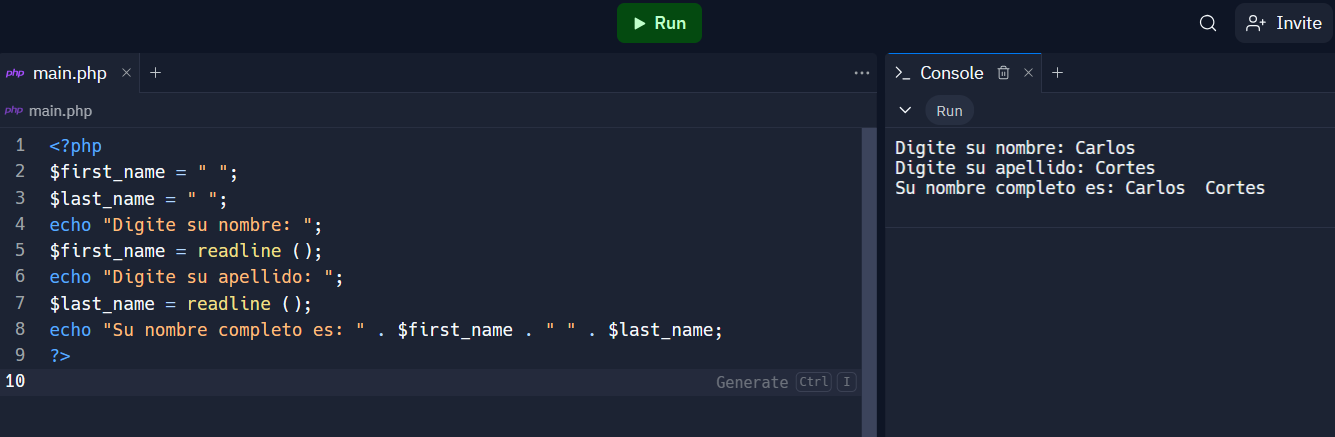 Run
Invite
php main.php
Console
php main.php
Run
1 <?php
2 $first_name = " ";
3 $last_name = " ";
4 echo "Digite su nombre: ";
5 $first_name = readline ();
6 echo "Digite su apellido: ";
7 $last_name = readline ();
8 echo "Su nombre completo es: " . $first_name . " " . $last_name;
9 ?>
10
Generate Ctrl I
Digite su nombre: Carlos
Digite su apellido: Cortes
Su nombre completo es: Carlos  Cortes